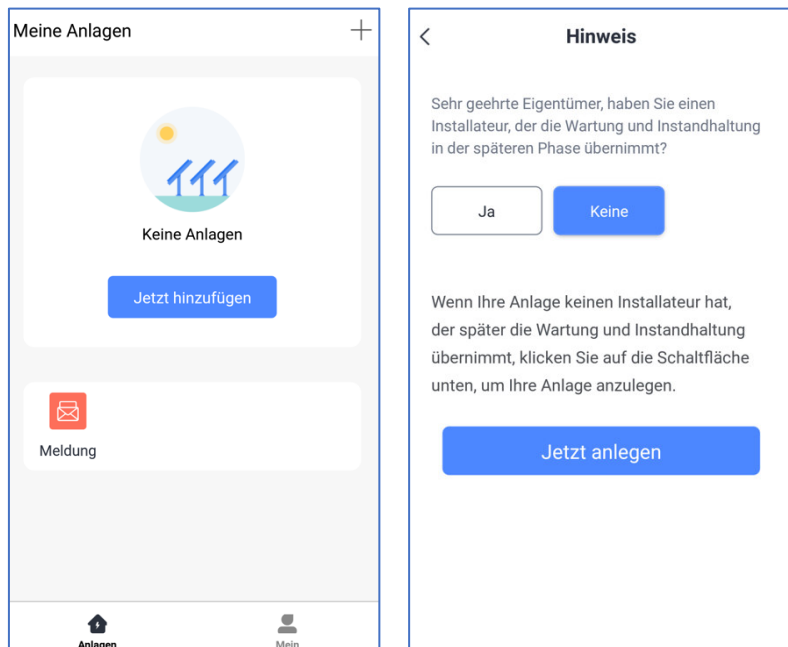 Meine Anlagen
Keine Anlagen
Jetzt hinzufügen
Meldung
Anlagen
Mein
Hinweis
Sehr geehrte Eigentümer, haben Sie einen
Installateur, der die Wartung und Instandhaltung
in der späteren Phase übernimmt?
Ja
Keine
Wenn Ihre Anlage keinen Installateur hat,
der später die Wartung und Instandhaltung
übernimmt, klicken Sie auf die Schaltfläche
unten, um Ihre Anlage anzulegen.
Jetzt anlegen